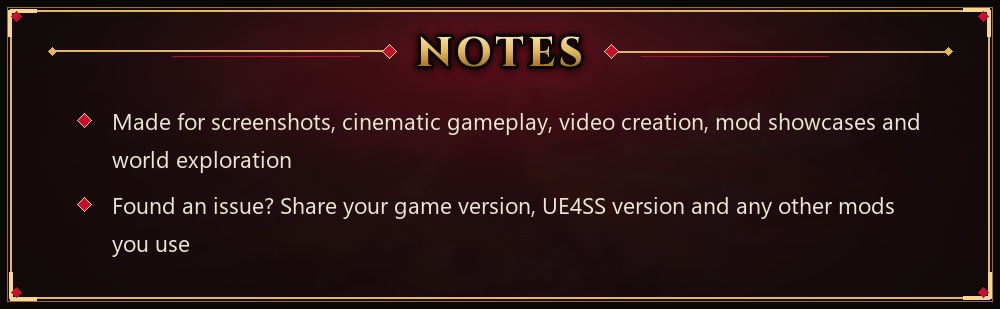 NOTES
Made for screenshots, cinematic gameplay, video creation, mod showcases and
world exploration
Found an issue? Share your game version, UE4SS version and any other mods
you use